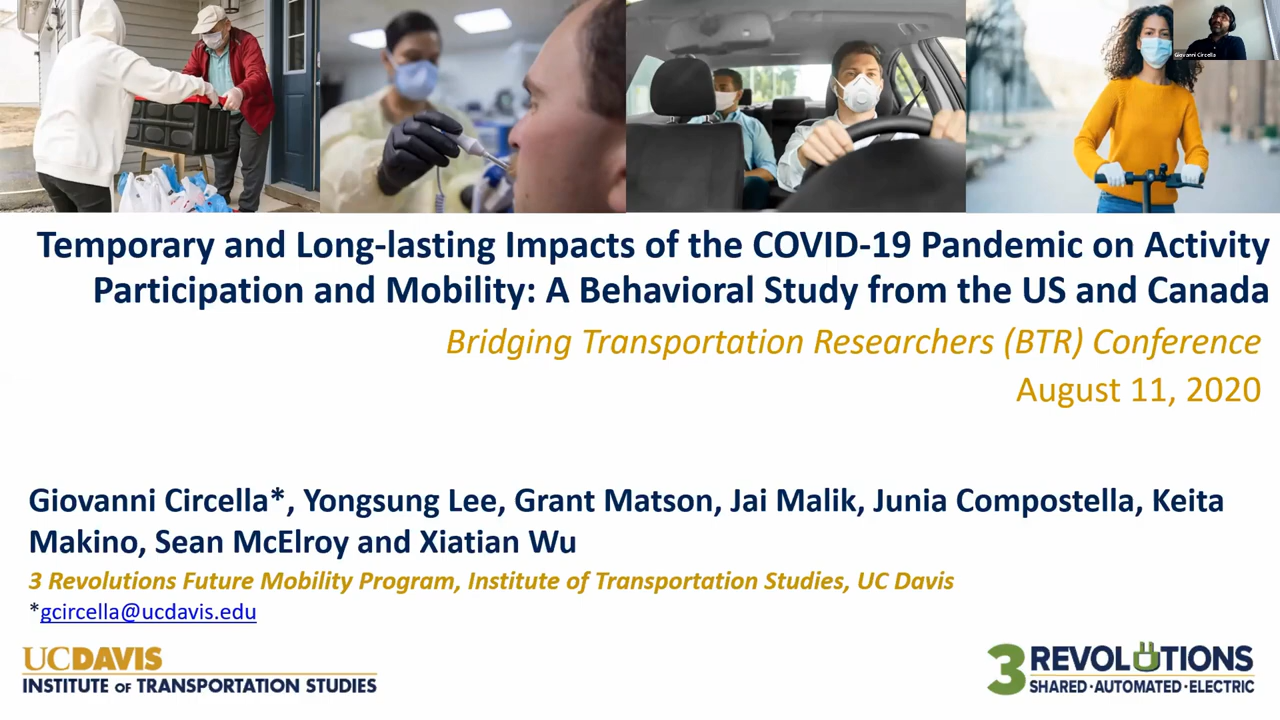 Giovanni Circella
Temporary and Long-lasting Impacts of the COVID-19 Pandemic on Activity
Participation and Mobility: A Behavioral Study from the US and Canada
Bridging Transportation Researchers (BTR) Conference
August 11, 2020
Giovanni Circella*, Yongsung Lee, Grant Matson, Jai Malik, Junia Compostella, Keita
Makino, Sean McElroy and Xiatian Wu
3 Revolutions Future Mobility Program, Institute of Transportation Studies, UC Davis
*gcircella@ucdavis.edu
UCDAVIS
INSTITUTE OF TRANSPORTATION STUDIES
3 REVOLUTIONS
SHARED·AUTOMATED·ELECTRIC